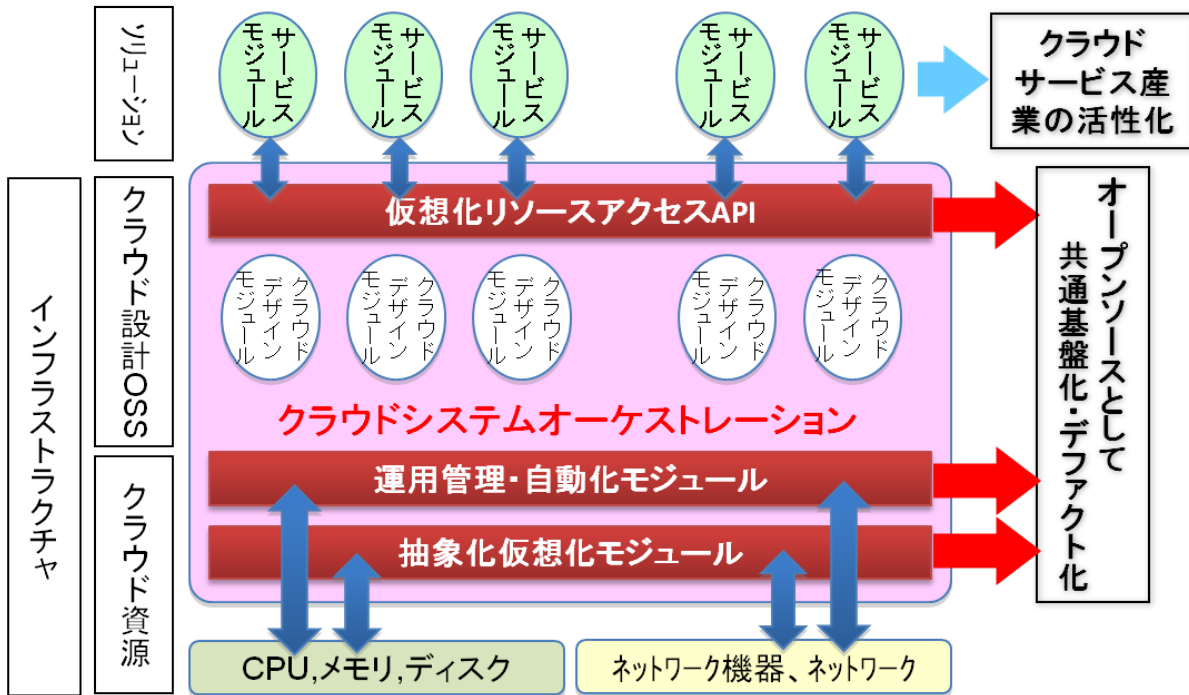 ソリューション
サービス
モジュール
サービス
モジュール
サービス
モジュール
サービス
モジュール
サービス
モジュール
クラウド
サービス産
業の活性化
インフラストラクチャ
クラウド設計OSS
仮想化リソースアクセスAPI
クラウド
デザイン
モジュール
クラウド
デザイン
モジュール
クラウド
デザイン
モジュール
クラウド
デザイン
モジュール
クラウド
デザイン
モジュール
クラウドシステムオーケストレーション
オープンソースとして
共通基盤化・デファクト化
クラウド資源
運用管理・自動化モジュール
抽象化仮想化モジュール
CPU,メモリ,ディスク
ネットワーク機器、ネットワーク